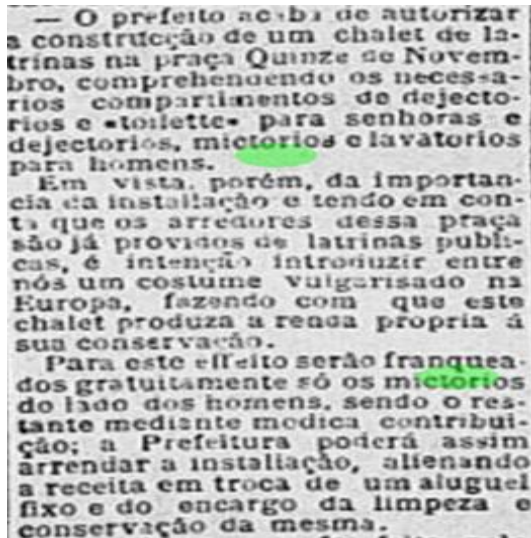 — O prefeito acaba de autorizar
a construcção de um chalet de la-
trinas na praça Quinze de Novem-
bro, comprehendendo os necessa-
rios compartimentos de dejecto-
rios e «toilette» para senhoras e
dejectorios, mictorios e lavatorios
para homens.
Em vista, porém, da importan-
cia da installação e tendo em con-
ta que os arredores dessa praça
são já providos de latrinas publi-
cas, é intenção introduzir entre
nós um costume vulgarisado na
Europa, fazendo com que este
chalet produza a renda propria á
sua conservação.
Para este effeito serão franquea-
dos gratuitamente só os mictorios
do lado dos homens, sendo o res-
tante mediante modica contribui-
ção; a Prefeitura poderá assim
arrendar a installação, alienando
a receita em troca de um aluguel
fixo e do encargo da limpeza e
conservação da mesma.